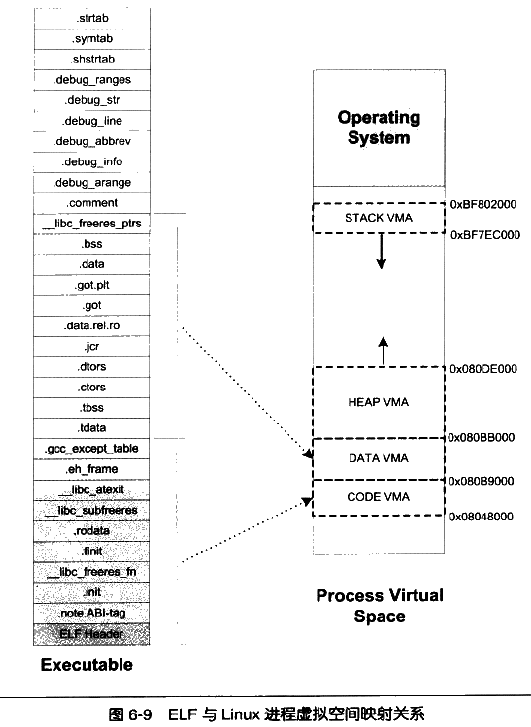 .strtab
.symtab
.shstrtab
.debug_ranges
.debug_str
.debug_line
.debug_abbrev
.debug_info
.debug_arange
.comment
__libc_freeres_ptrs
.bss
.data
.got.plt
.got
.data.rel.ro
.jcr
.dtors
.ctors
.tbss
.tdata
.gcc_except_table
.eh_frame
__libc_atexit
__libc_subfreeres
.rodata
.finit
__libc_freeres_fn
.init
.note.ABI-tag
ELF Header
Executable
Operating
System
0xBF802000
STACK VMA
0xBF7EC000
0x080DE000
HEAP VMA
0x080BB000
DATA VMA
0x080B9000
CODE VMA
0x08048000
Process Virtual
Space
图 6-9 ELF 与 Linux 进程虚拟空间映射关系